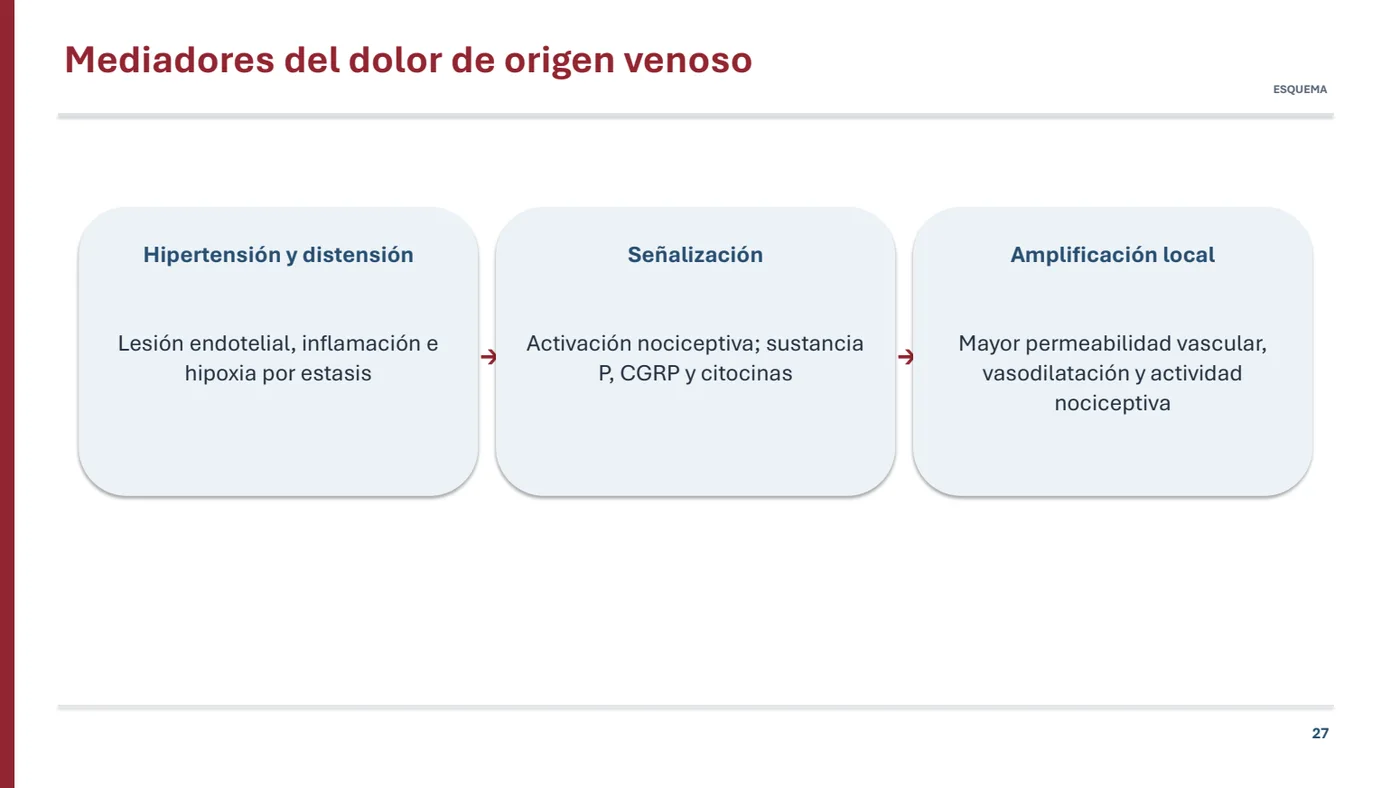 Mediadores del dolor de origen venoso
ESQUEMA
Hipertensión y distensión
Lesión endotelial, inflamación e
hipoxia por estasis
→
Señalización
Activación nociceptiva; sustancia
P, CGRP y citocinas
→
Amplificación local
Mayor permeabilidad vascular,
vasodilatación y actividad
nociceptiva
27